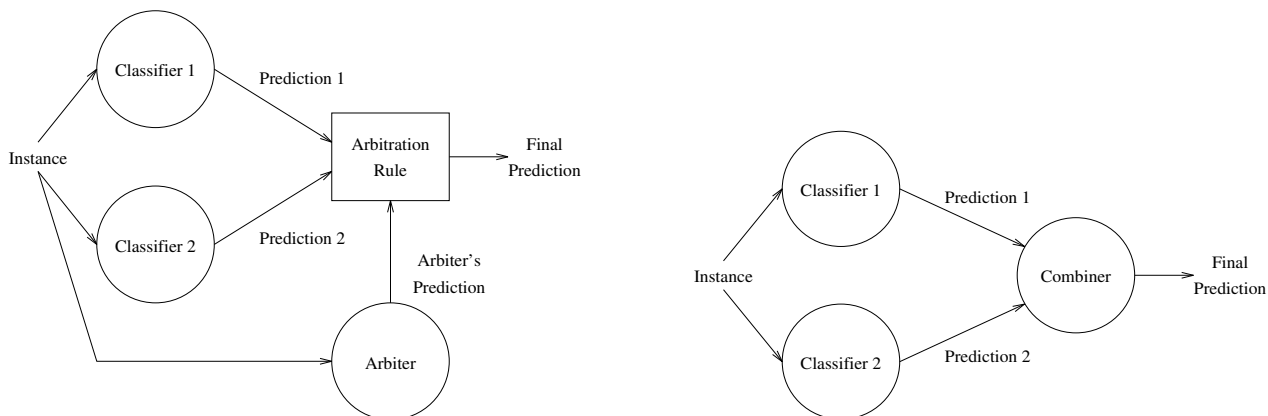 Classifier 1
Prediction 1
Instance
Arbitration
Rule
Final
Prediction
Classifier 2
Prediction 2
Arbiter's
Prediction
Arbiter
Classifier 1
Prediction 1
Instance
Combiner
Final
Prediction
Classifier 2
Prediction 2